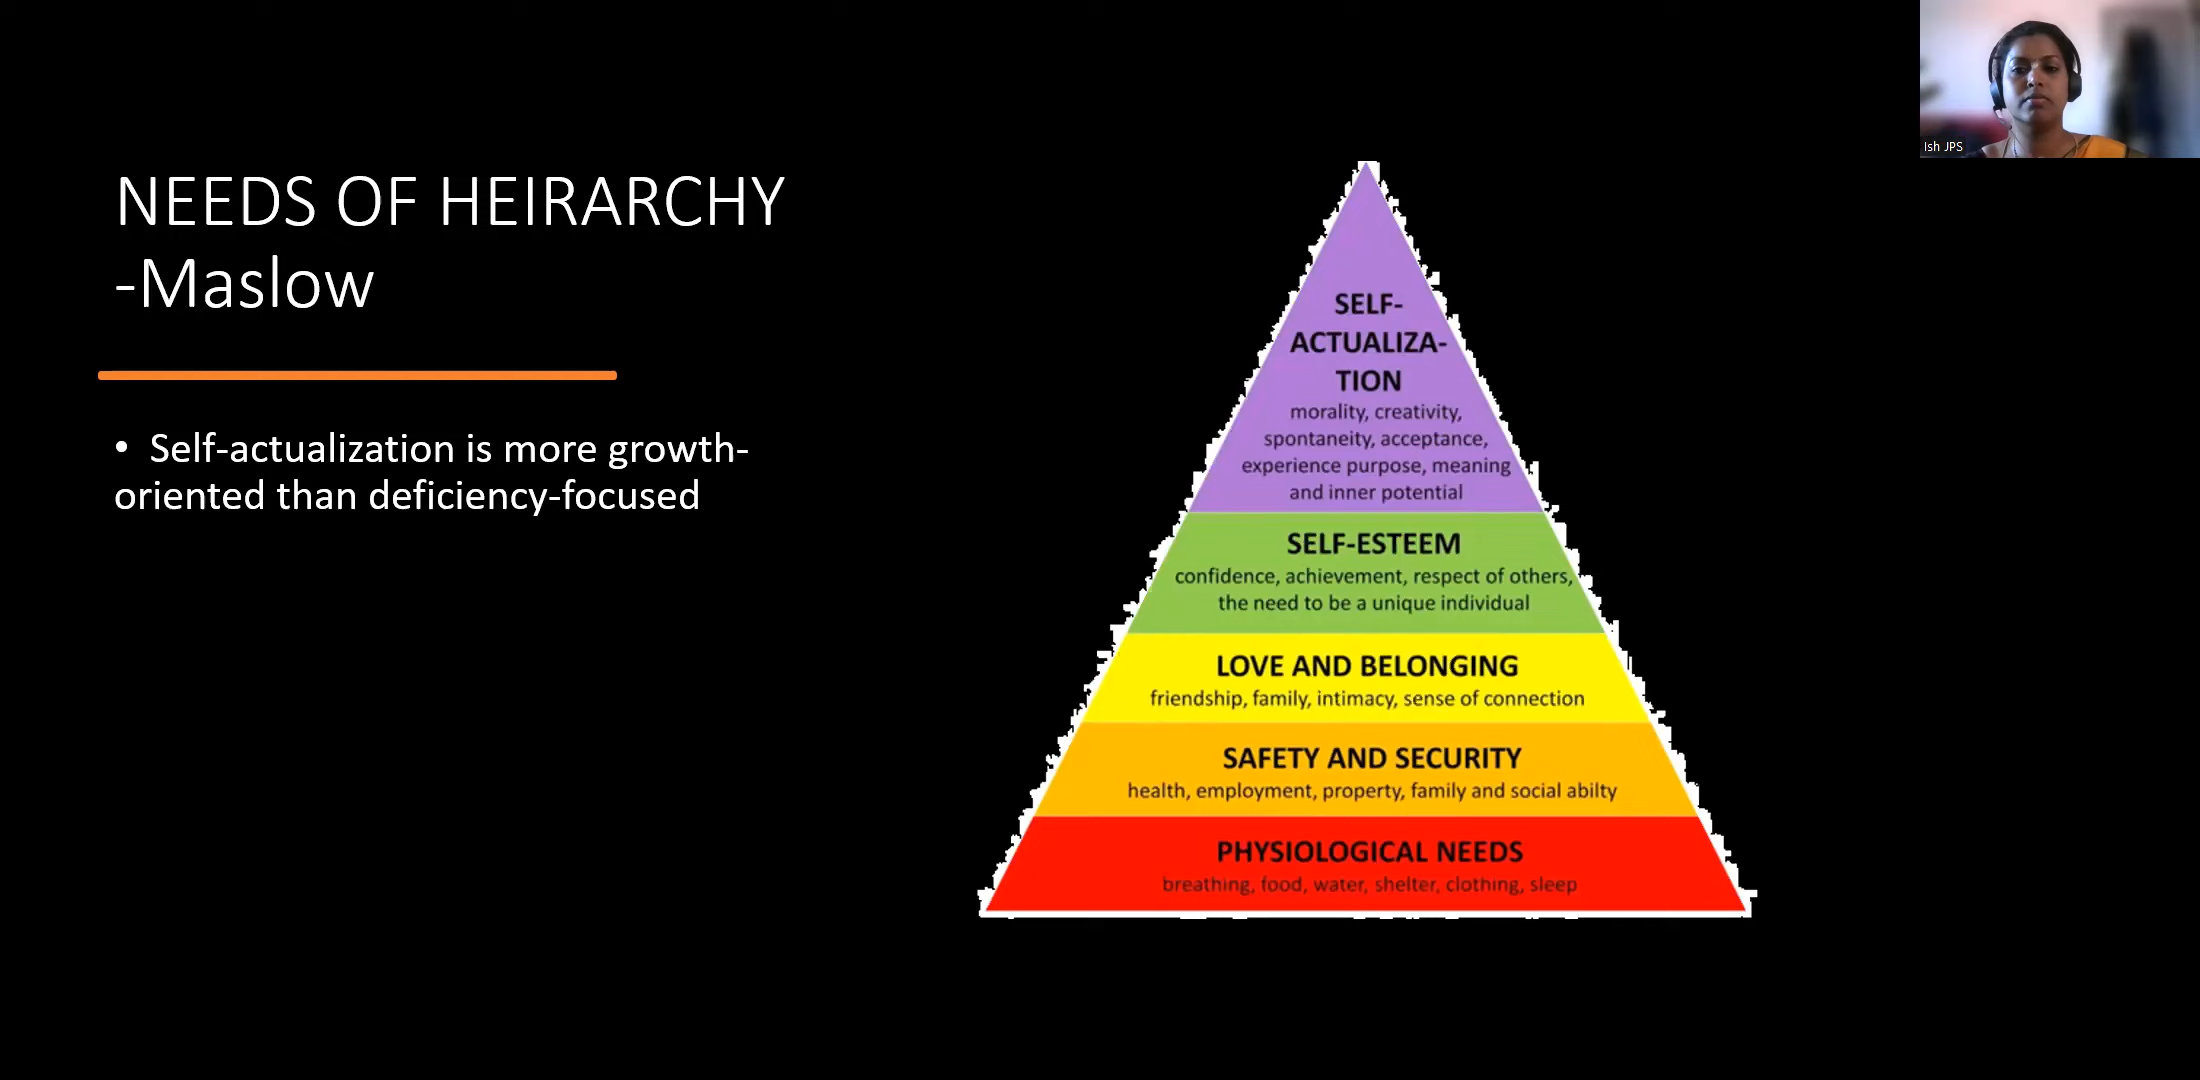 NEEDS OF HEIRARCHY
-Maslow
• Self-actualization is more growth-
oriented than deficiency-focused
SELF-
ACTUALIZA-
TION
morality, creativity,
spontaneity, acceptance,
experience purpose, meaning
and inner potential
SELF-ESTEEM
confidence, achievement, respect of others,
the need to be a unique individual
LOVE AND BELONGING
friendship, family, intimacy, sense of connection
SAFETY AND SECURITY
health, employment, property, family and social abilty
PHYSIOLOGICAL NEEDS
breathing, food, water, shelter, clothing, sleep
Ish JPS